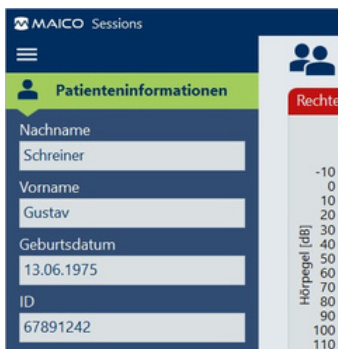 MAICO Sessions
Patienteninformationen
Nachname
Schreiner
Vorname
Gustav
Geburtsdatum
13.06.1975
ID
67891242
Rechte
Hörpegel [dB]
-10
0
10
20
30
40
50
60
70
80
90
100
110